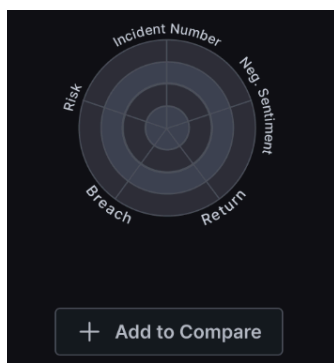 Incident Number
Neg. Sentiment
Risk
Breach
Return
+ Add to Compare